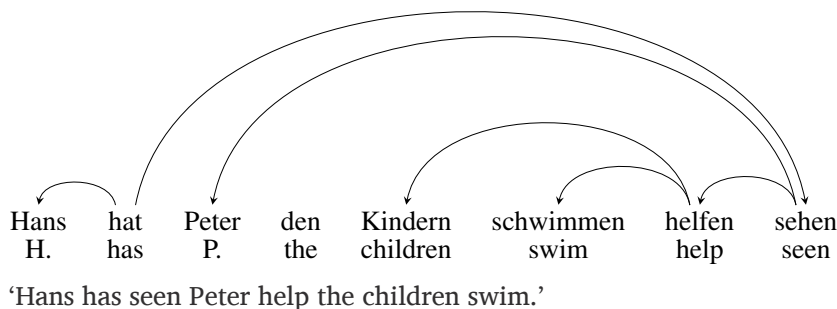 Hans hat Peter den Kindern schwimmen helfen sehen
H. has P. the children swim help seen
‘Hans has seen Peter help the children swim.’